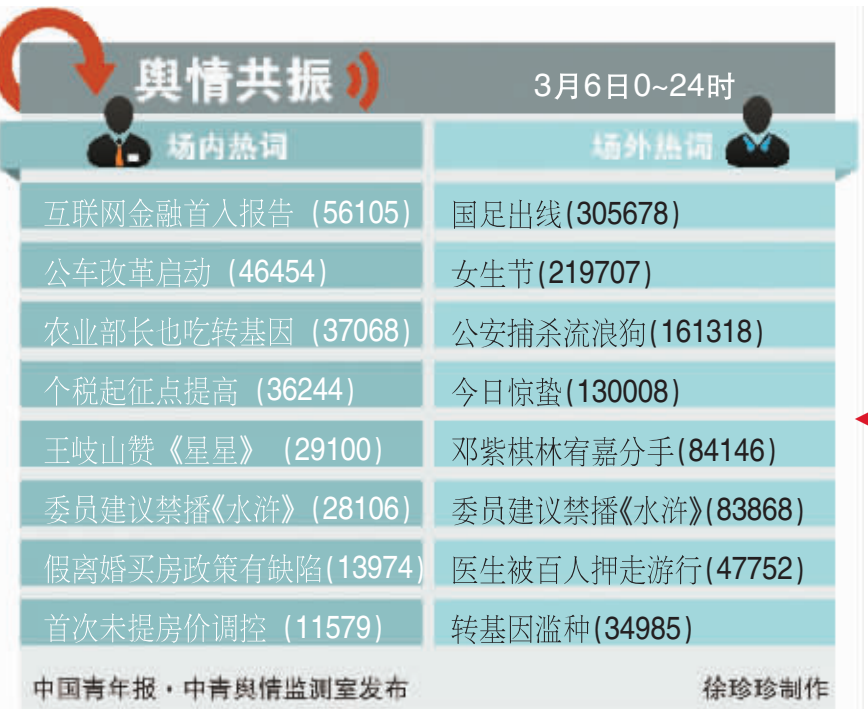 舆情共振 3月6日0~24时
场内热词 场外热词
互联网金融首入报告 (56105) 国足出线(305678)
公车改革启动 (46454) 女生节(219707)
农业部长也吃转基因 (37068) 公安捕杀流浪狗(161318)
个税起征点提高 (36244) 今日惊蛰(130008)
王岐山赞《星星》 (29100) 邓紫棋林宥嘉分手(84146)
委员建议禁播《水浒》 (28106) 委员建议禁播《水浒》(83868)
假离婚买房政策有缺陷(13974) 医生被百人押走游行(47752)
首次未提房价调控 (11579) 转基因滥种(34985)
中国青年报·中青舆情监测室发布 徐珍珍制作